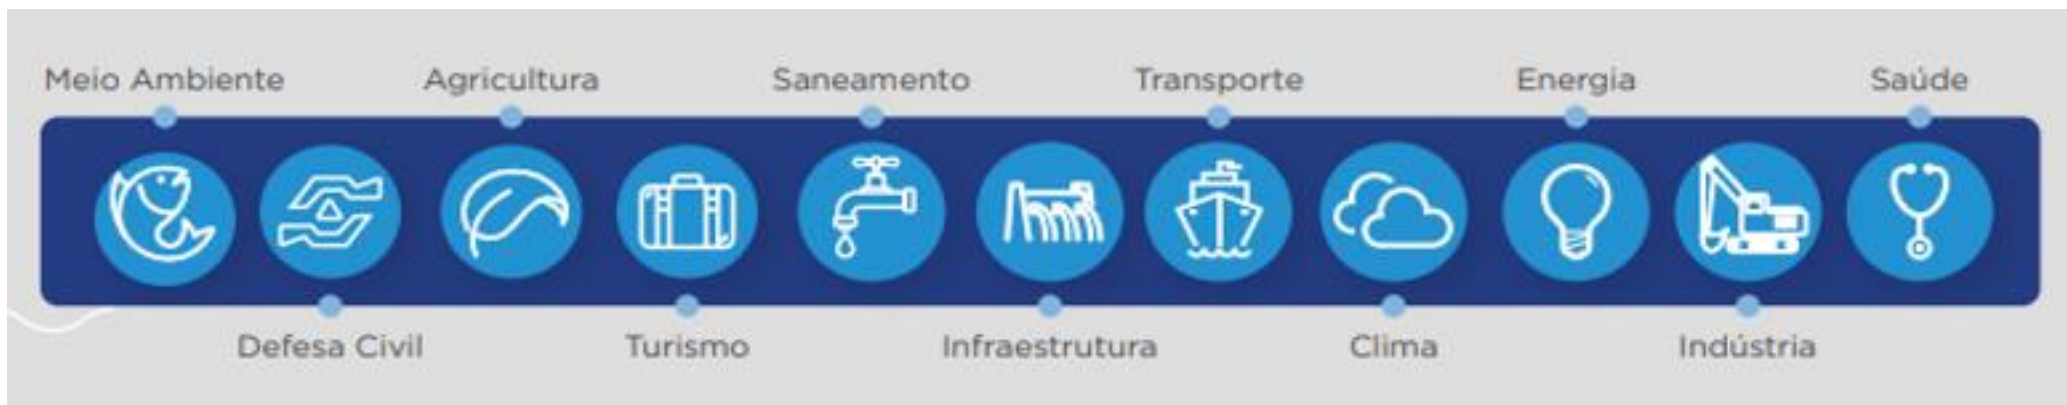 Meio Ambiente
Agricultura
Saneamento
Transporte
Energia
Saúde
Defesa Civil
Turismo
Infraestrutura
Clima
Indústria